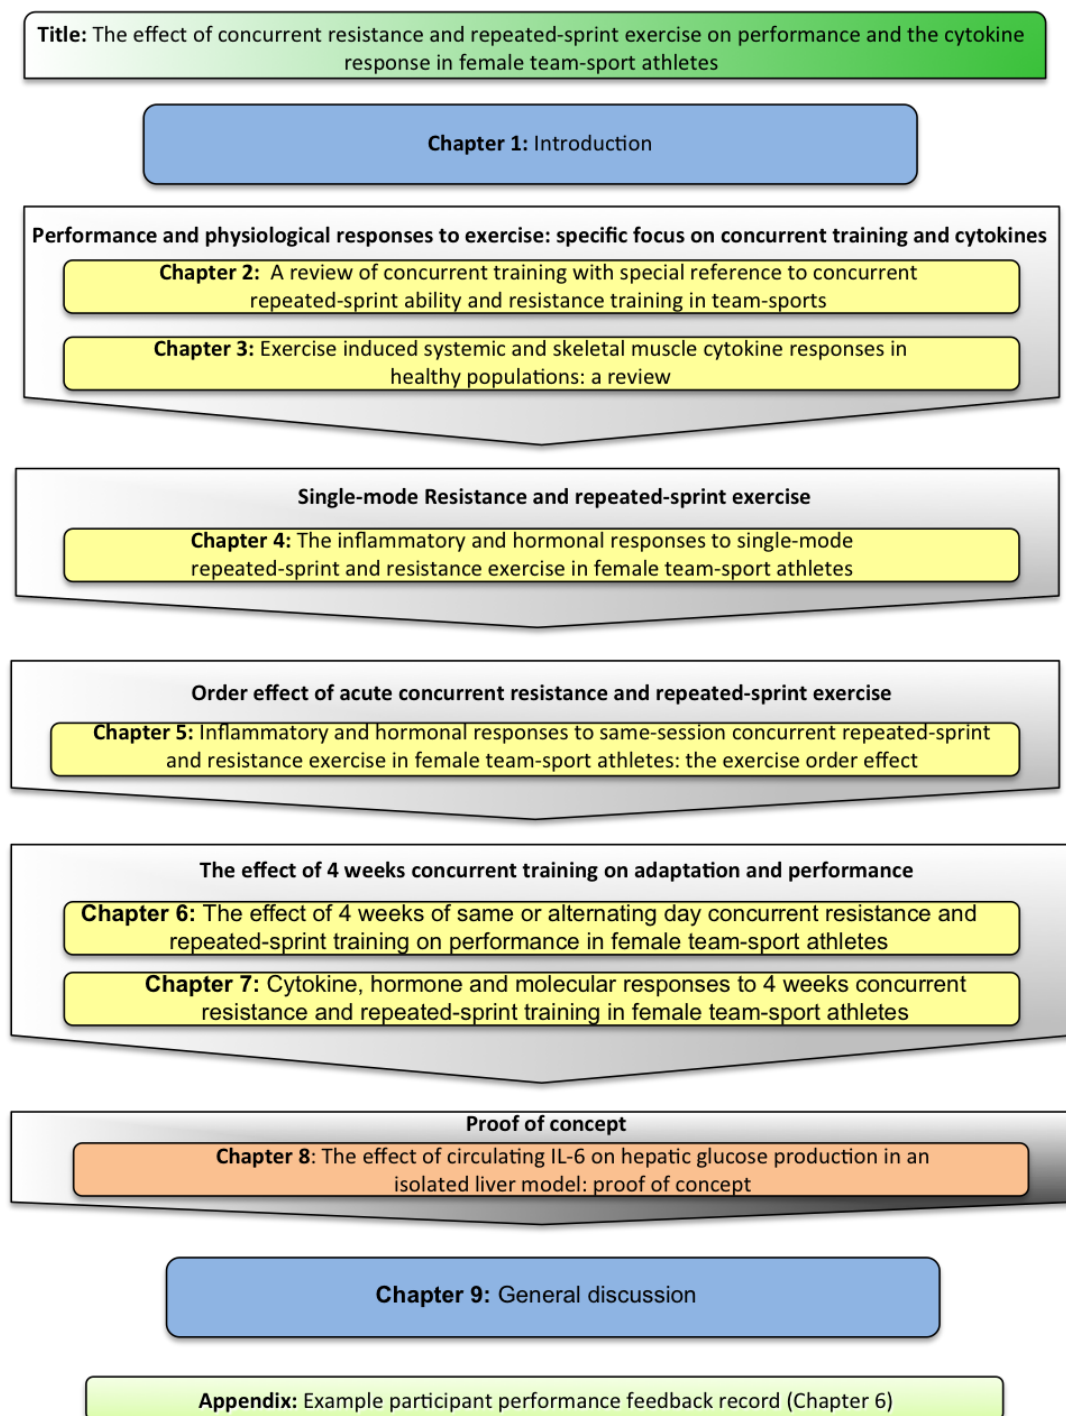 Title: The effect of concurrent resistance and repeated-sprint exercise on performance and the cytokine
response in female team-sport athletes
Chapter 1: Introduction
Performance and physiological responses to exercise: specific focus on concurrent training and cytokines
Chapter 2: A review of concurrent training with special reference to concurrent
repeated-sprint ability and resistance training in team-sports
Chapter 3: Exercise induced systemic and skeletal muscle cytokine responses in
healthy populations: a review
Single-mode Resistance and repeated-sprint exercise
Chapter 4: The inflammatory and hormonal responses to single-mode
repeated-sprint and resistance exercise in female team-sport athletes
Order effect of acute concurrent resistance and repeated-sprint exercise
Chapter 5: Inflammatory and hormonal responses to same-session concurrent repeated-sprint
and resistance exercise in female team-sport athletes: the exercise order effect
The effect of 4 weeks concurrent training on adaptation and performance
Chapter 6: The effect of 4 weeks of same or alternating day concurrent resistance and
repeated-sprint training on performance in female team-sport athletes
Chapter 7: Cytokine, hormone and molecular responses to 4 weeks concurrent
resistance and repeated-sprint training in female team-sport athletes
Proof of concept
Chapter 8: The effect of circulating IL-6 on hepatic glucose production in an
isolated liver model: proof of concept
Chapter 9: General discussion
Appendix: Example participant performance feedback record (Chapter 6)